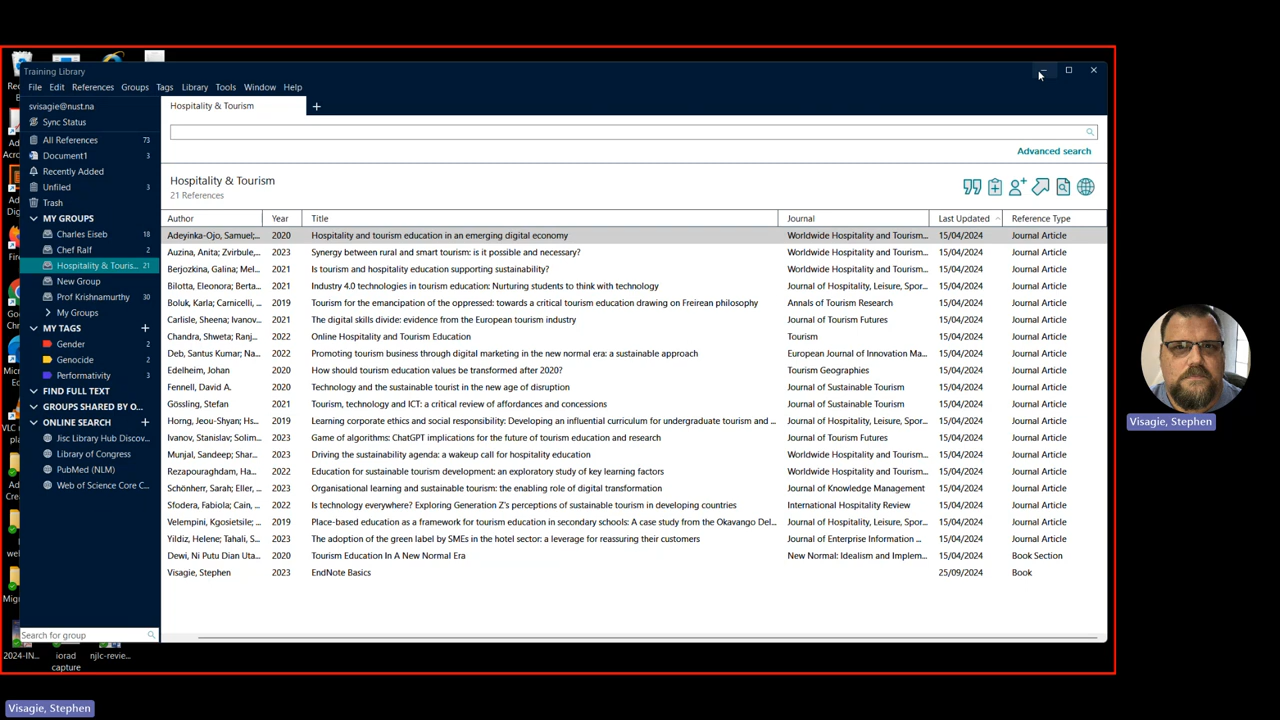 Training Library
File Edit References Groups Tags Library Tools Window Help
svisagie@nust.na
Sync Status
All References 73
Document1 3
Recently Added
Unfiled 3
Trash
MY GROUPS
Charles Eiseb 18
Chef Ralf 2
Hospitality & Touris... 21
New Group
Prof Krishnamurthy 30
My Groups
MY TAGS +
Gender 2
Genocide 2
Performativity 3
FIND FULL TEXT
GROUPS SHARED BY O...
ONLINE SEARCH +
Jisc Library Hub Discov...
Library of Congress
PubMed (NLM)
Web of Science Core C...
Search for group
Hospitality & Tourism +
Advanced search
Hospitality & Tourism
21 References
Author Year Title Journal Last Updated Reference Type
Adeyinka-Ojo, Samuel;... 2020 Hospitality and tourism education in an emerging digital economy Worldwide Hospitality and Tourism... 15/04/2024 Journal Article
Auzina, Anita; Zvirbule,... 2023 Synergy between rural and smart tourism: is it possible and necessary? Worldwide Hospitality and Tourism... 15/04/2024 Journal Article
Berjozkina, Galina; Mel... 2021 Is tourism and hospitality education supporting sustainability? Worldwide Hospitality and Tourism... 15/04/2024 Journal Article
Bilotta, Eleonora; Berta... 2021 Industry 4.0 technologies in tourism education: Nurturing students to think with technology Journal of Hospitality, Leisure, Spor... 15/04/2024 Journal Article
Boluk, Karla; Carnicelli, ... 2019 Tourism for the emancipation of the oppressed: towards a critical tourism education drawing on Freirean philosophy Annals of Tourism Research 15/04/2024 Journal Article
Carlisle, Sheena; Ivanov... 2021 The digital skills divide: evidence from the European tourism industry Journal of Tourism Futures 15/04/2024 Journal Article
Chandra, Shweta; Ranj... 2022 Online Hospitality and Tourism Education Tourism 15/04/2024 Journal Article
Deb, Santus Kumar; Na... 2022 Promoting tourism business through digital marketing in the new normal era: a sustainable approach European Journal of Innovation Ma... 15/04/2024 Journal Article
Edelheim, Johan 2020 How should tourism education values be transformed after 2020? Tourism Geographies 15/04/2024 Journal Article
Fennell, David A. 2020 Technology and the sustainable tourist in the new age of disruption Journal of Sustainable Tourism 15/04/2024 Journal Article
Gössling, Stefan 2021 Tourism, technology and ICT: a critical review of affordances and concessions Journal of Sustainable Tourism 15/04/2024 Journal Article
Horng, Jeou-Shyan; Hs... 2021 Learning corporate ethics and social responsibility: Developing an influential curriculum for undergraduate tourism and ... Journal of Hospitality, Leisure, Spor... 15/04/2024 Journal Article
Ivanov, Stanislav; Solim... 2023 Game of algorithms: ChatGPT implications for the future of tourism education and research Journal of Tourism Futures 15/04/2024 Journal Article
Munjal, Sandeep; Shar... 2023 Driving the sustainability agenda: a wakeup call for hospitality education Worldwide Hospitality and Tourism... 15/04/2024 Journal Article
Rezapouraghdam, Ha... 2022 Education for sustainable tourism development: an exploratory study of key learning factors Worldwide Hospitality and Tourism... 15/04/2024 Journal Article
Schönherr, Sarah; Eller, ... 2023 Organisational learning and sustainable tourism: the enabling role of digital transformation Journal of Knowledge Management 15/04/2024 Journal Article
Sfodera, Fabiola; Cain, ... 2022 Is technology everywhere? Exploring Generation Z's perceptions of sustainable tourism in developing countries International Hospitality Review 15/04/2024 Journal Article
Velempini, Kgosietsile; ... 2019 Place-based education as a framework for tourism education in secondary schools: A case study from the Okavango Del... Journal of Hospitality, Leisure, Spor... 15/04/2024 Journal Article
Yildiz, Helene; Tahali, S... 2023 The adoption of the green label by SMEs in the hotel sector: a leverage for reassuring their customers Journal of Enterprise Information ... 15/04/2024 Journal Article
Dewi, Ni Putu Dian Uta... 2020 Tourism Education In A New Normal Era New Normal: Idealism and Implem... 15/04/2024 Book Section
Visagie, Stephen 2023 EndNote Basics 25/09/2024 Book
2024-IN... iorad capture njlc-revie...
Visagie, Stephen
Visagie, Stephen